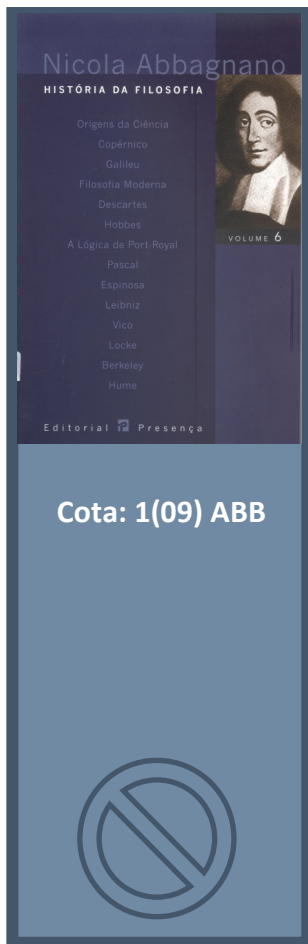 Nicola Abbagnano
HISTÓRIA DA FILOSOFIA
Origens da Ciência
Copérnico
Galileu
Filosofia Moderna
Descartes
Hobbes
A Lógica de Port-Royal
Pascal
Espinosa
Leibniz
Vico
Locke
Berkeley
Hume
VOLUME 6
Editorial Presença
Cota: 1(09) ABB